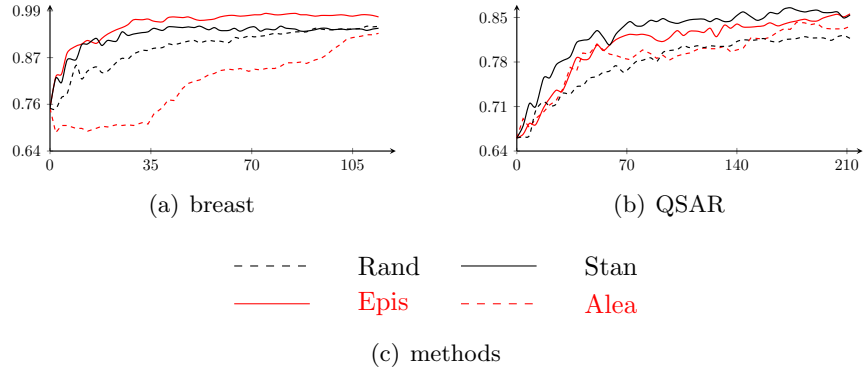 0.99
0.87
0.76
0.64
0
35
70
105
(a) breast
0.85
0.78
0.71
0.64
0
70
140
210
(b) QSAR
Rand
Stan
Epis
Alea
(c) methods